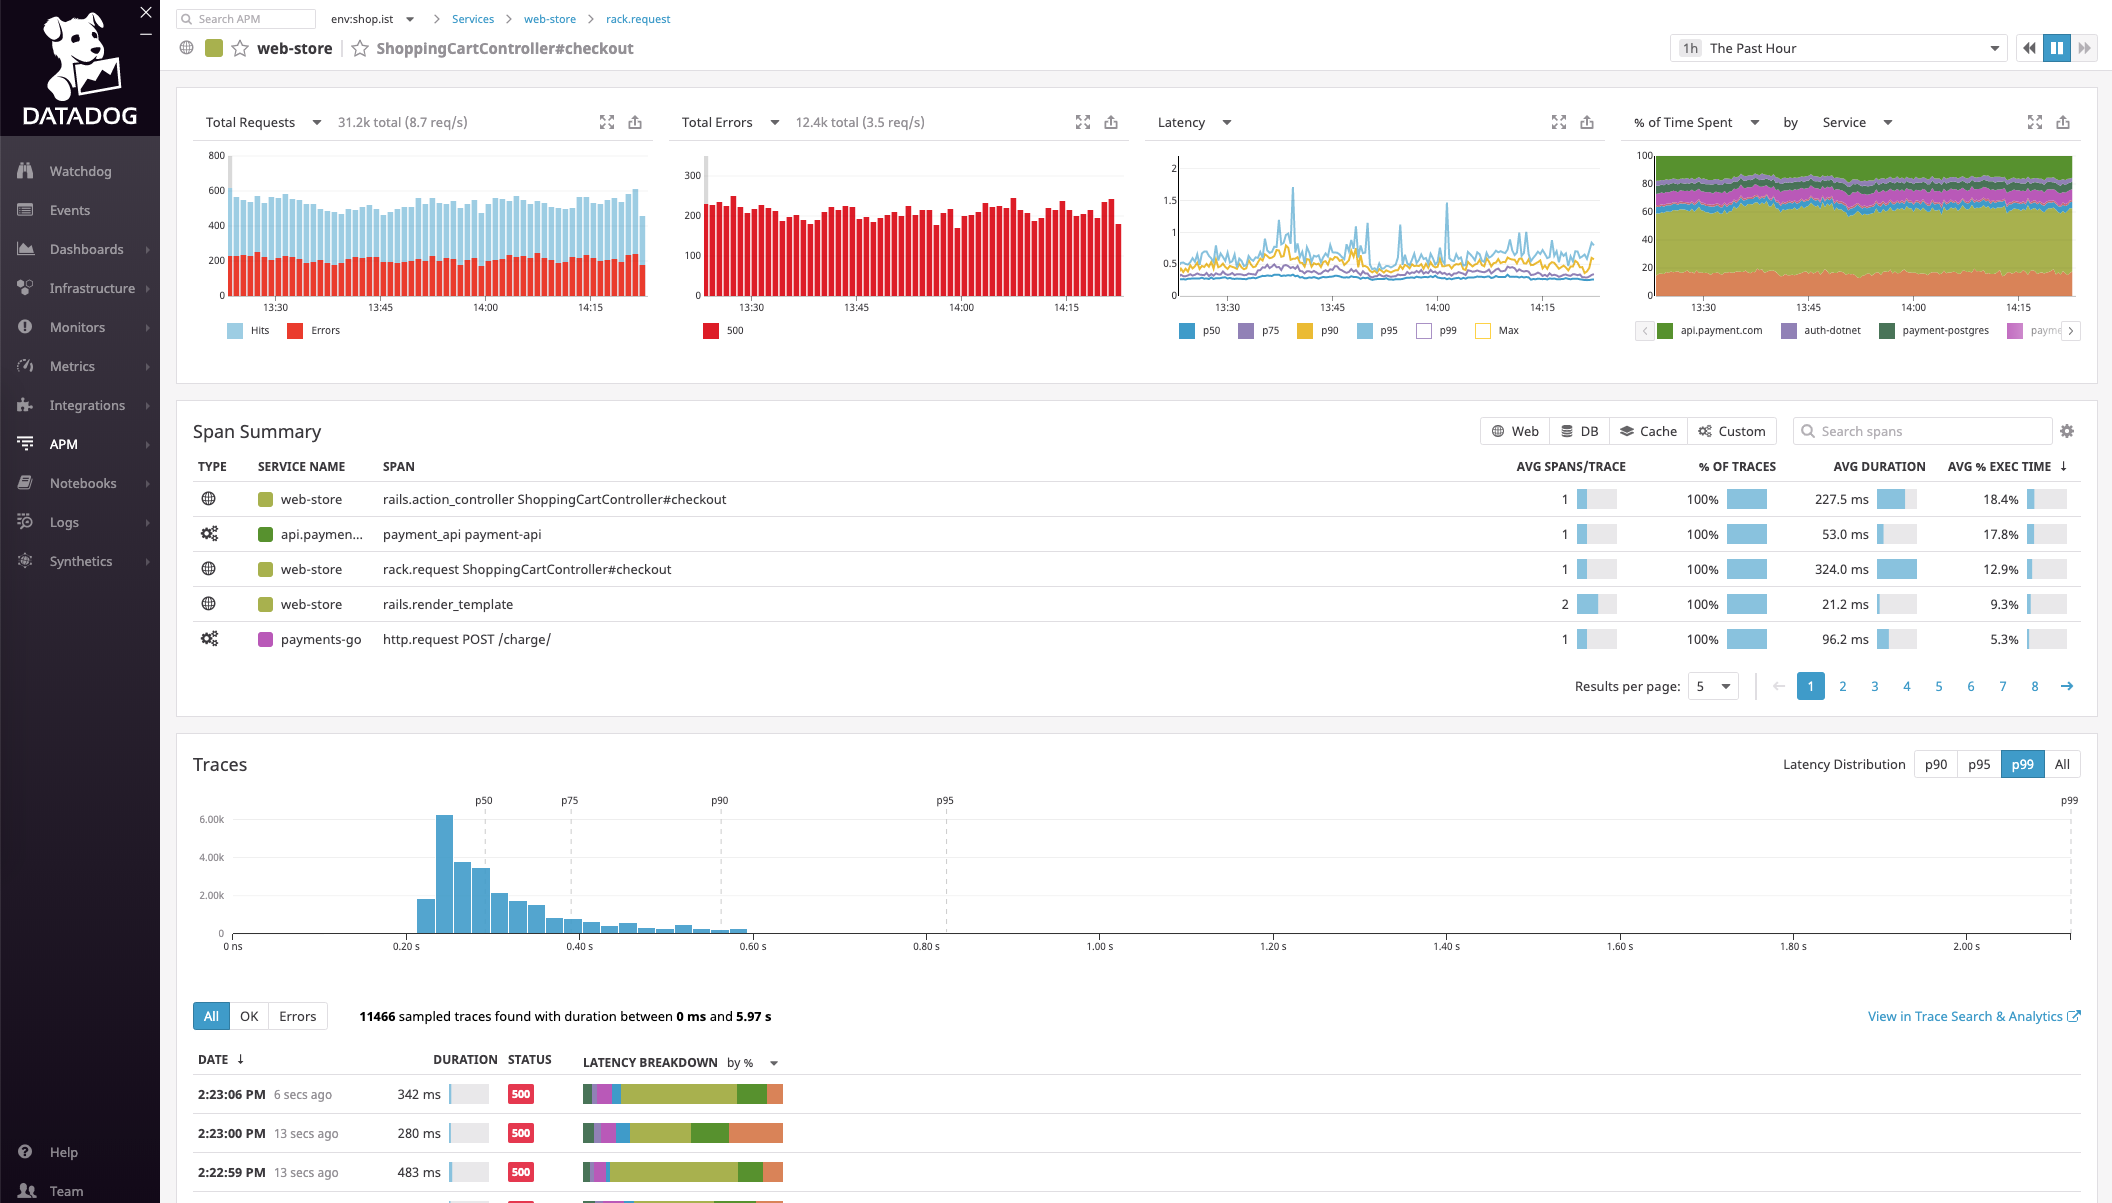 Search APM env:shop.ist Services web-store rack.request
web-store ShoppingCartController#checkout
1h The Past Hour
DATADOG
Watchdog
Events
Dashboards
Infrastructure
Monitors
Metrics
Integrations
APM
Notebooks
Logs
Synthetics
Help
Team
Total Requests 31.2k total (8.7 req/s)
800
600
400
200
0
13:30 13:45 14:00 14:15
Hits Errors
Total Errors 12.4k total (3.5 req/s)
300
200
100
0
13:30 13:45 14:00 14:15
500
Latency
2
1.5
1
0.5
0
13:30 13:45 14:00 14:15
p50 p75 p90 p95 p99 Max
% of Time Spent by Service
100
80
60
40
20
0
13:30 13:45 14:00 14:15
api.payment.com auth-dotnet payment-postgres payme
Span Summary
Web DB Cache Custom Search spans
TYPE SERVICE NAME SPAN AVG SPANS/TRACE % OF TRACES AVG DURATION AVG % EXEC TIME ↓
web-store rails.action_controller ShoppingCartController#checkout 1 100% 227.5 ms 18.4%
api.paymen... payment_api payment-api 1 100% 53.0 ms 17.8%
web-store rack.request ShoppingCartController#checkout 1 100% 324.0 ms 12.9%
web-store rails.render_template 2 100% 21.2 ms 9.3%
payments-go http.request POST /charge/ 1 100% 96.2 ms 5.3%
Results per page: 5 ← 1 2 3 4 5 6 7 8 →
Traces
Latency Distribution p90 p95 p99 All
p50 p75 p90 p95 p99
6.00k
4.00k
2.00k
0
0 ns 0.20 s 0.40 s 0.60 s 0.80 s 1.00 s 1.20 s 1.40 s 1.60 s 1.80 s 2.00 s
All OK Errors 11466 sampled traces found with duration between 0 ms and 5.97 s View in Trace Search & Analytics
DATE ↓ DURATION STATUS LATENCY BREAKDOWN by %
2:23:06 PM 6 secs ago 342 ms 500
2:23:00 PM 13 secs ago 280 ms 500
2:22:59 PM 13 secs ago 483 ms 500